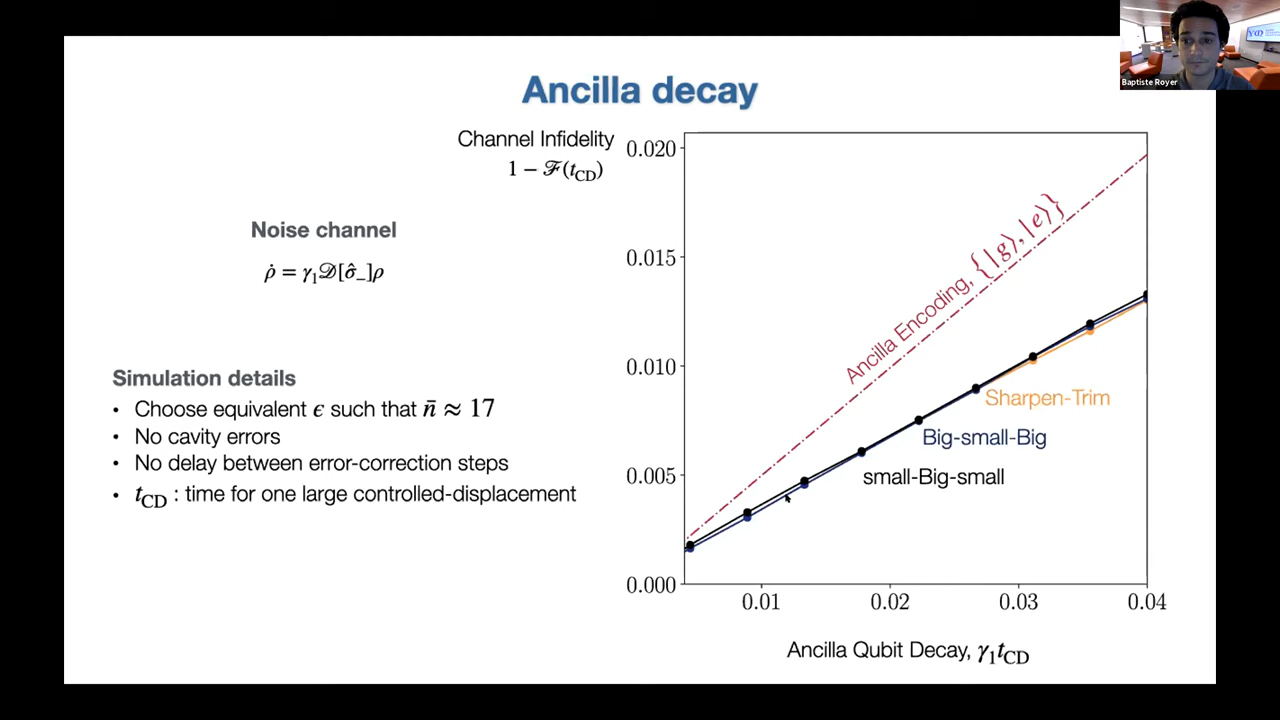 Ancilla decay
Baptiste Royer
Channel Infidelity
1 − ℱ(t_CD)
Noise channel
ρ̇ = γ₁𝒟[σ̂₋]ρ
Simulation details
• Choose equivalent ϵ such that n̄ ≈ 17
• No cavity errors
• No delay between error-correction steps
• t_CD : time for one large controlled-displacement
0.020
0.015
0.010
0.005
0.000
Ancilla Encoding, {|g⟩, |e⟩}
Sharpen-Trim
Big-small-Big
small-Big-small
0.01 0.02 0.03 0.04
Ancilla Qubit Decay, γ₁t_CD